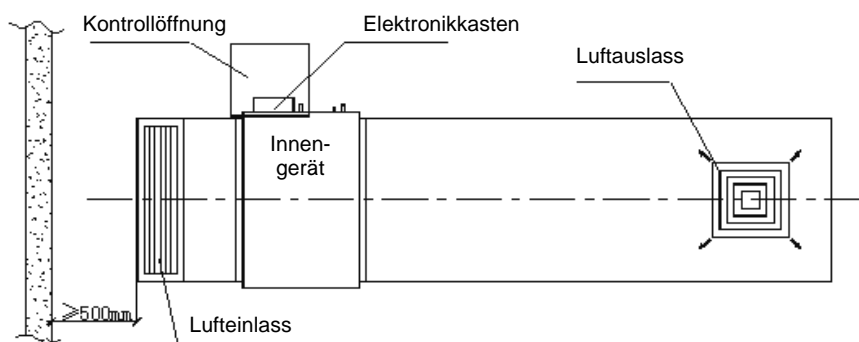 Kontrollöffnung
Elektronikkasten
Luftauslass
Innen-
gerät
≥500mm
Lufteinlass